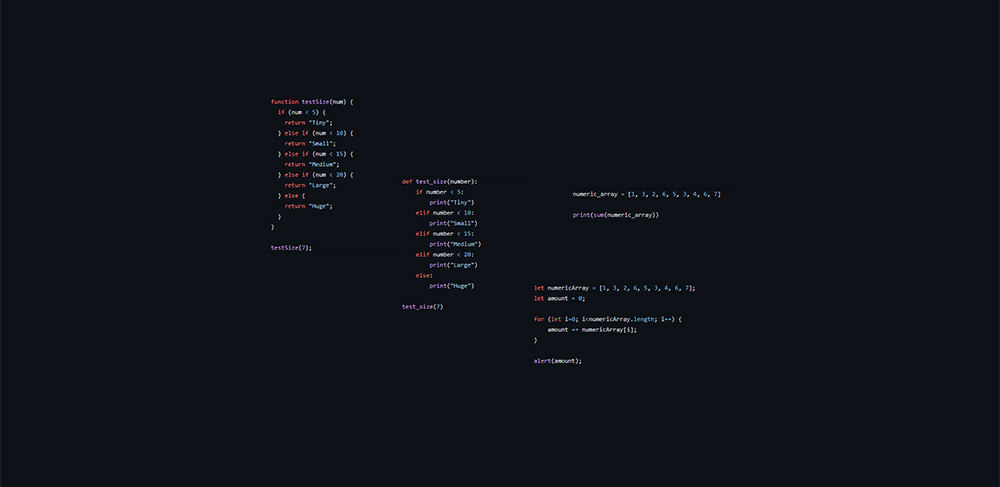 function testSize(num) {
  if (num < 5) {
    return "Tiny";
  } else if (num < 10) {
    return "Small";
  } else if (num < 15) {
    return "Medium";
  } else if (num < 20) {
    return "Large";
  } else {
    return "Huge";
  }
}

testSize(7);

def test_size(number):
    if number < 5:
        print("Tiny")
    elif number < 10:
        print("Small")
    elif number < 15:
        print("Medium")
    elif number < 20:
        print("Large")
    else:
        print("Huge")

test_size(7)

numeric_array = [1, 3, 2, 6, 5, 3, 4, 6, 7]

print(sum(numeric_array))

let numericArray = [1, 3, 2, 6, 5, 3, 4, 6, 7];
let amount = 0;

for (let i=0; i<numericArray.length; i++) {
    amount += numericArray[i];
}

alert(amount);